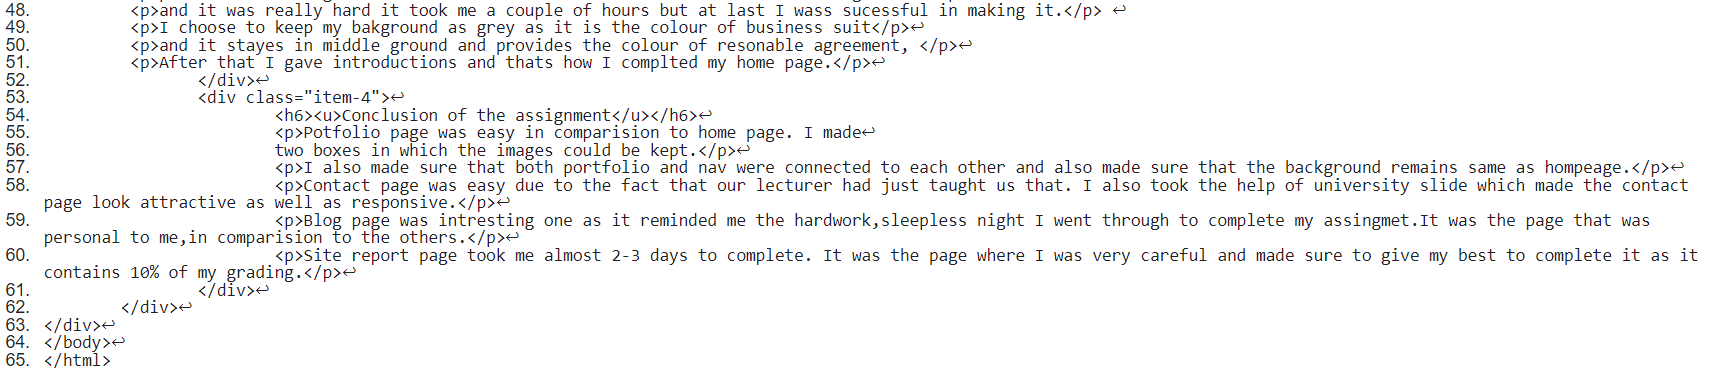 48. <p>and it was really hard it took me a couple of hours but at last I wass sucessful in making it.</p> ↩
49. <p>I choose to keep my bakground as grey as it is the colour of business suit</p>↩
50. <p>and it stayes in middle ground and provides the colour of resonable agreement, </p>↩
51. <p>After that I gave introductions and thats how I complted my home page.</p>↩
52. </div>↩
53. <div class="item-4">↩
54. <h6><u>Conclusion of the assignment</u></h6>↩
55. <p>Potfolio page was easy in comparision to home page. I made↩
56. two boxes in which the images could be kept.</p>↩
57. <p>I also made sure that both portfolio and nav were connected to each other and also made sure that the background remains same as hompeage.</p>↩
58. <p>Contact page was easy due to the fact that our lecturer had just taught us that. I also took the help of university slide which made the contact
page look attractive as well as responsive.</p>↩
59. <p>Blog page was intresting one as it reminded me the hardwork,sleepless night I went through to complete my assingmet.It was the page that was
personal to me,in comparision to the others.</p>↩
60. <p>Site report page took me almost 2-3 days to complete. It was the page where I was very careful and made sure to give my best to complete it as it
contains 10% of my grading.</p>↩
61. </div>↩
62. </div>↩
63. </div>↩
64. </body>↩
65. </html>